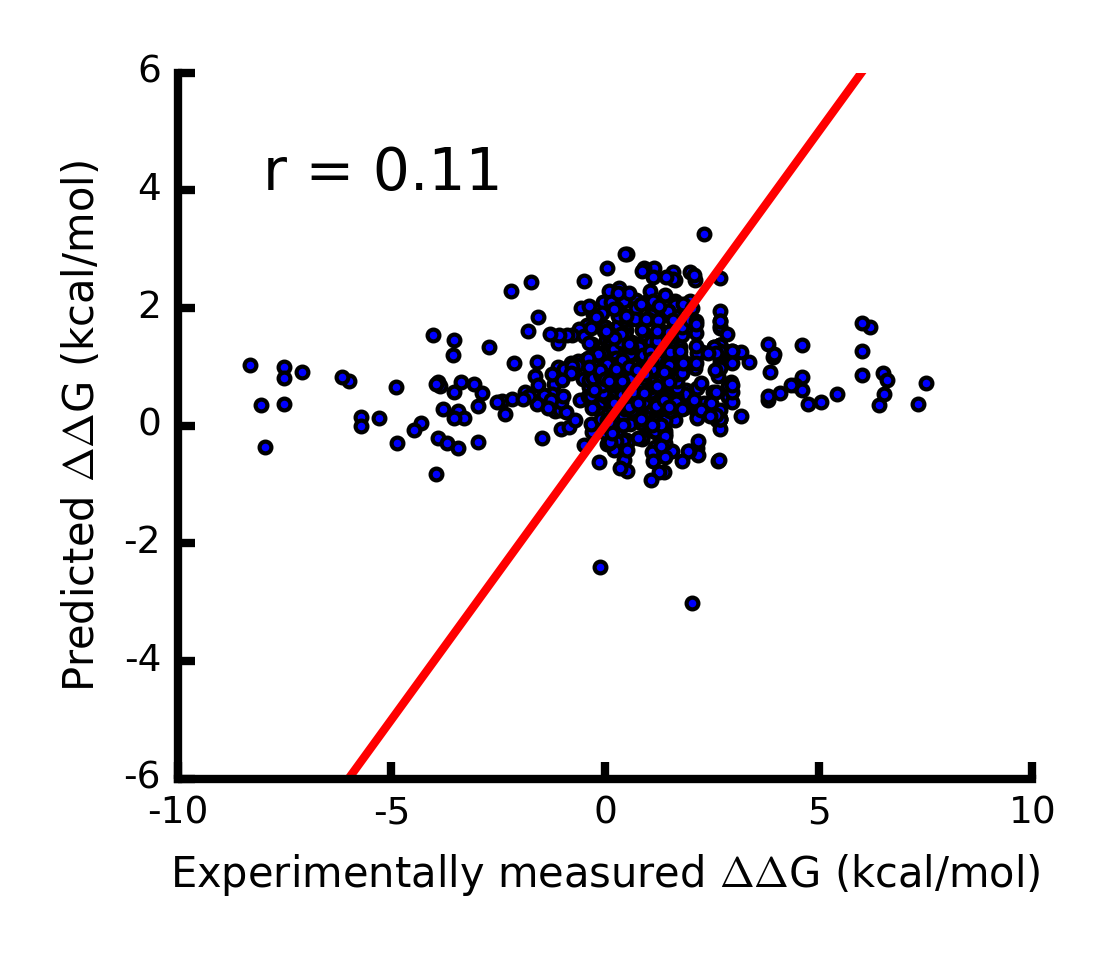 r = 0.11
6
4
2
0
-2
-4
-6
Predicted ΔΔG (kcal/mol)
-10 -5 0 5 10
Experimentally measured ΔΔG (kcal/mol)